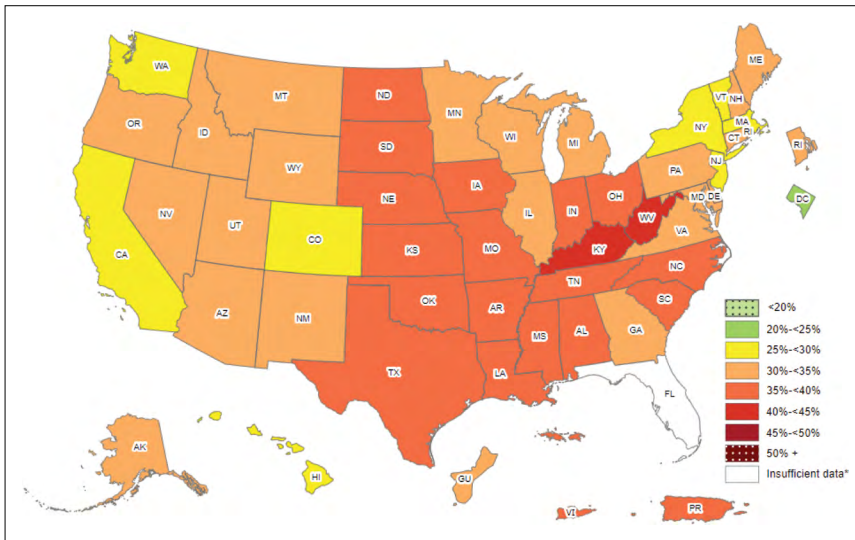 WA
MT
ND
MN
ME
OR
ID
WY
SD
WI
MI
VT
NH
NY
MA
CT
RI
RI
NE
IA
PA
NJ
NV
UT
CO
IL
IN
OH
MD
DE
DC
CA
KS
MO
WV
VA
KY
AZ
NM
OK
AR
TN
NC
SC
TX
LA
MS
AL
GA
FL
AK
HI
GU
VI
PR
<20%
20%-<25%
25%-<30%
30%-<35%
35%-<40%
40%-<45%
45%-<50%
50% +
Insufficient data*